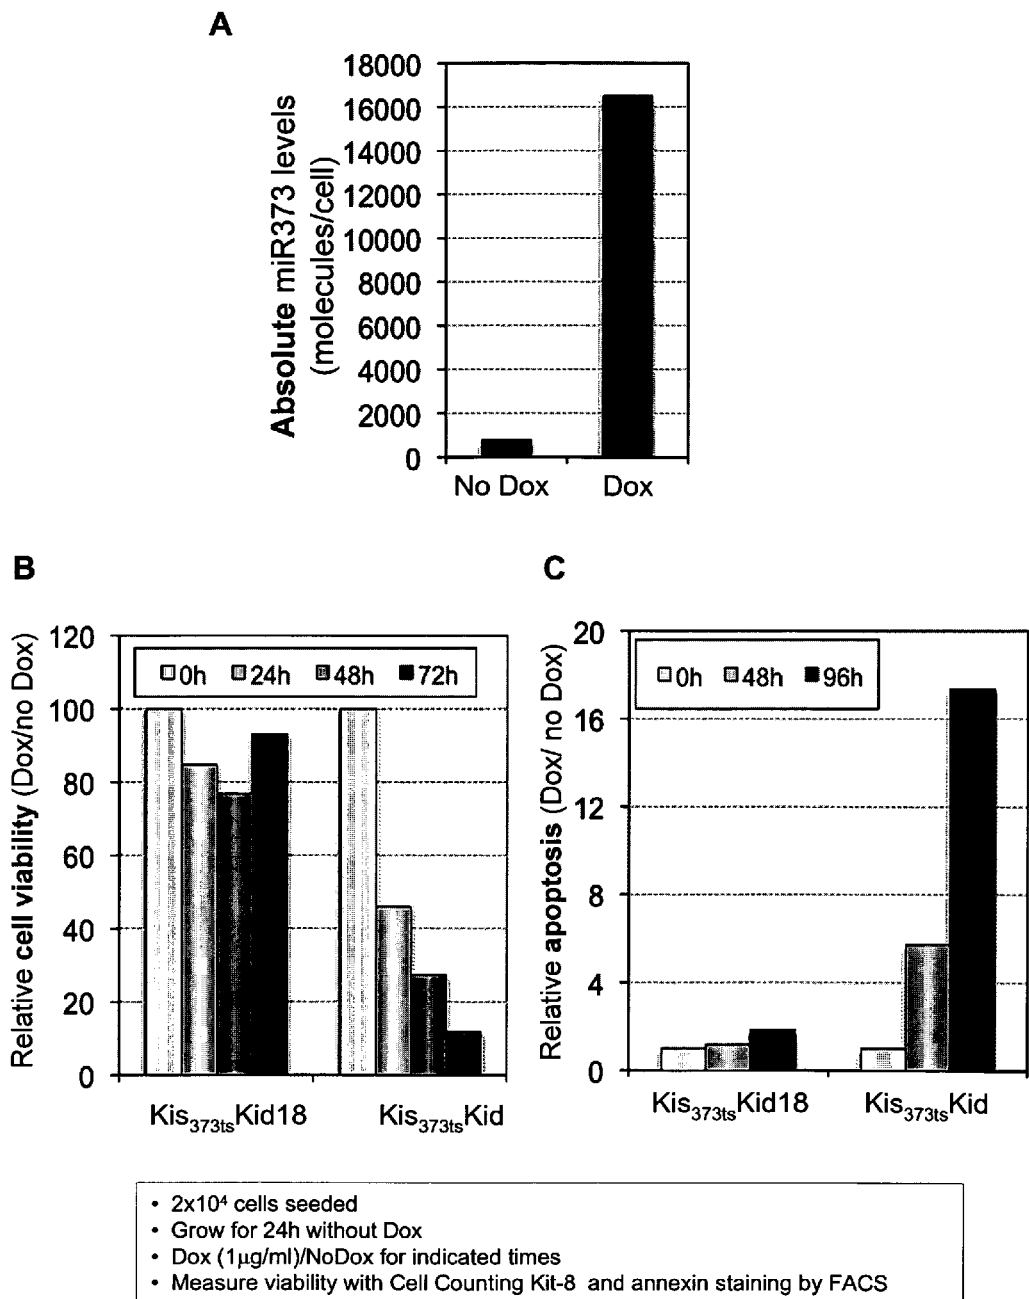 A
Absolute miR373 levels
(molecules/cell)
18000
16000
14000
12000
10000
8000
6000
4000
2000
0
No Dox Dox
B
Relative cell viability (Dox/no Dox)
120
100
80
60
40
20
0
0h 24h 48h 72h
Kis373tsKid18 Kis373tsKid
C
Relative apoptosis (Dox/ no Dox)
20
16
12
8
4
0
0h 48h 96h
Kis373tsKid18 Kis373tsKid
• 2x10⁴ cells seeded
• Grow for 24h without Dox
• Dox (1µg/ml)/NoDox for indicated times
• Measure viability with Cell Counting Kit-8 and annexin staining by FACS